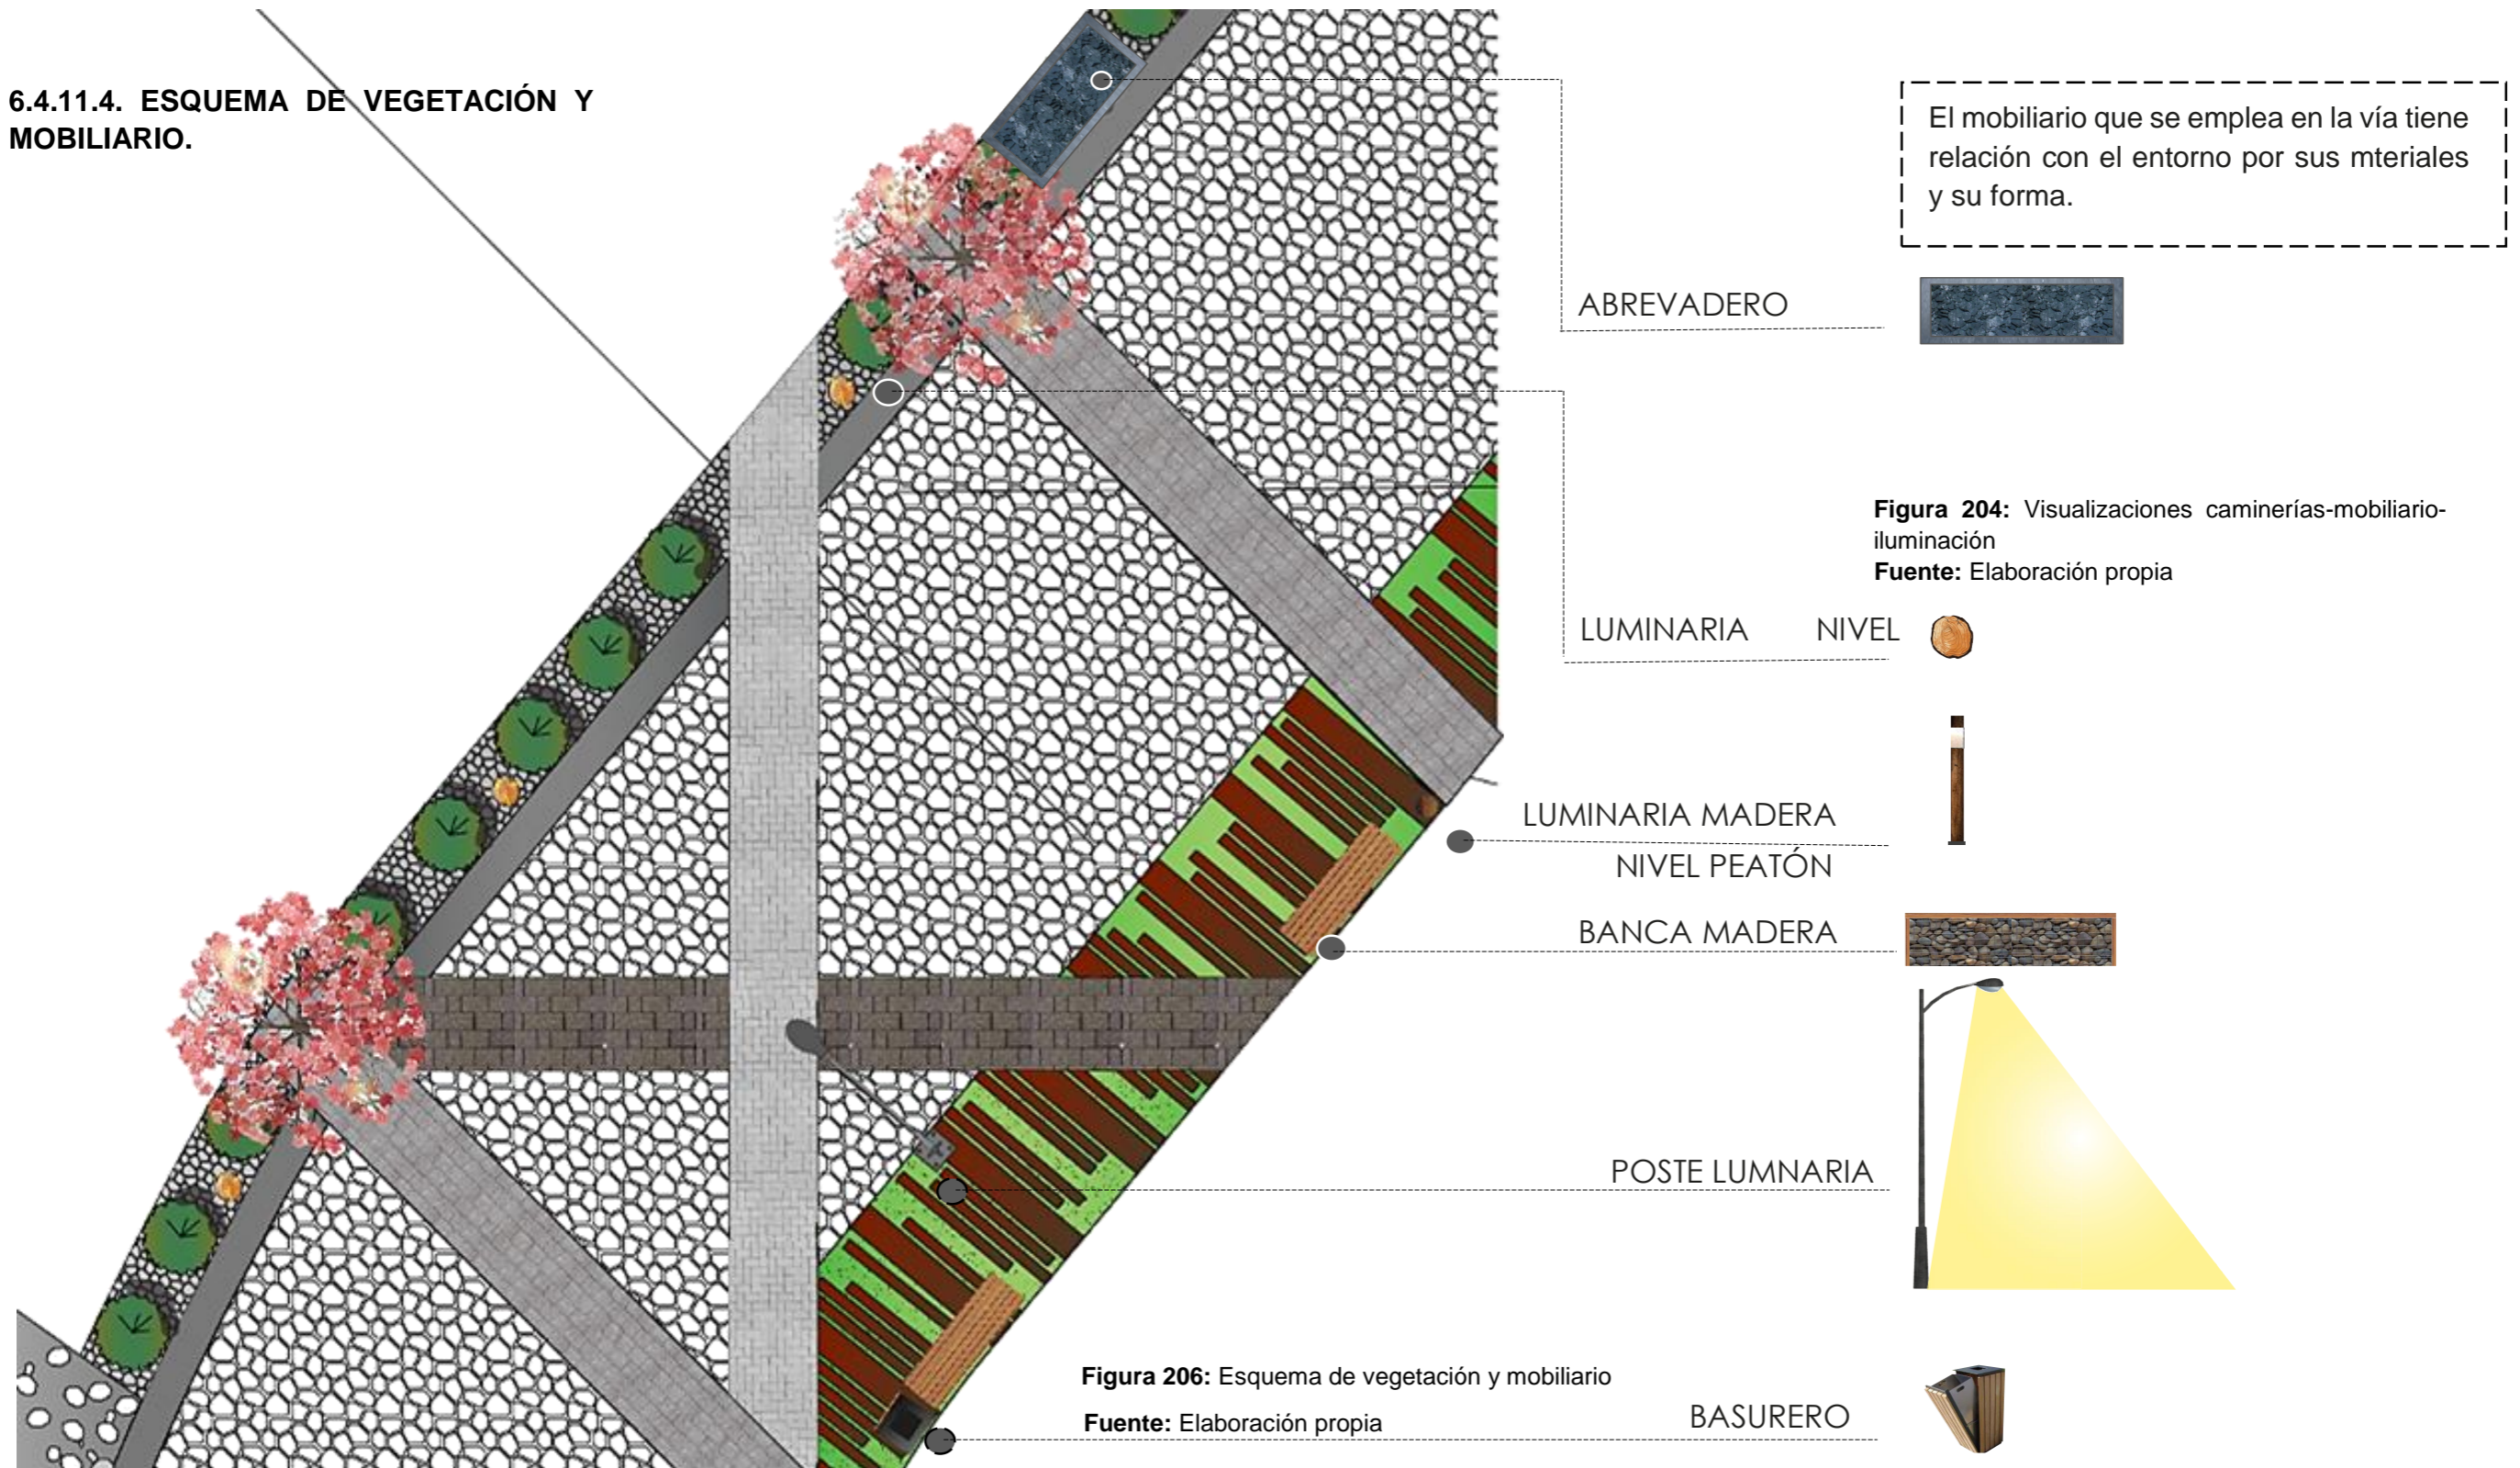 6.4.11.4. ESQUEMA DE VEGETACIÓN Y
MOBILIARIO.
El mobiliario que se emplea en la vía tiene
relación con el entorno por sus mteriales
y su forma.
ABREVADERO
Figura 204: Visualizaciones caminerías-mobiliario-
iluminación
Fuente: Elaboración propia
LUMINARIA NIVEL
LUMINARIA MADERA
NIVEL PEATÓN
BANCA MADERA
POSTE LUMNARIA
Figura 206: Esquema de vegetación y mobiliario
Fuente: Elaboración propia
BASURERO